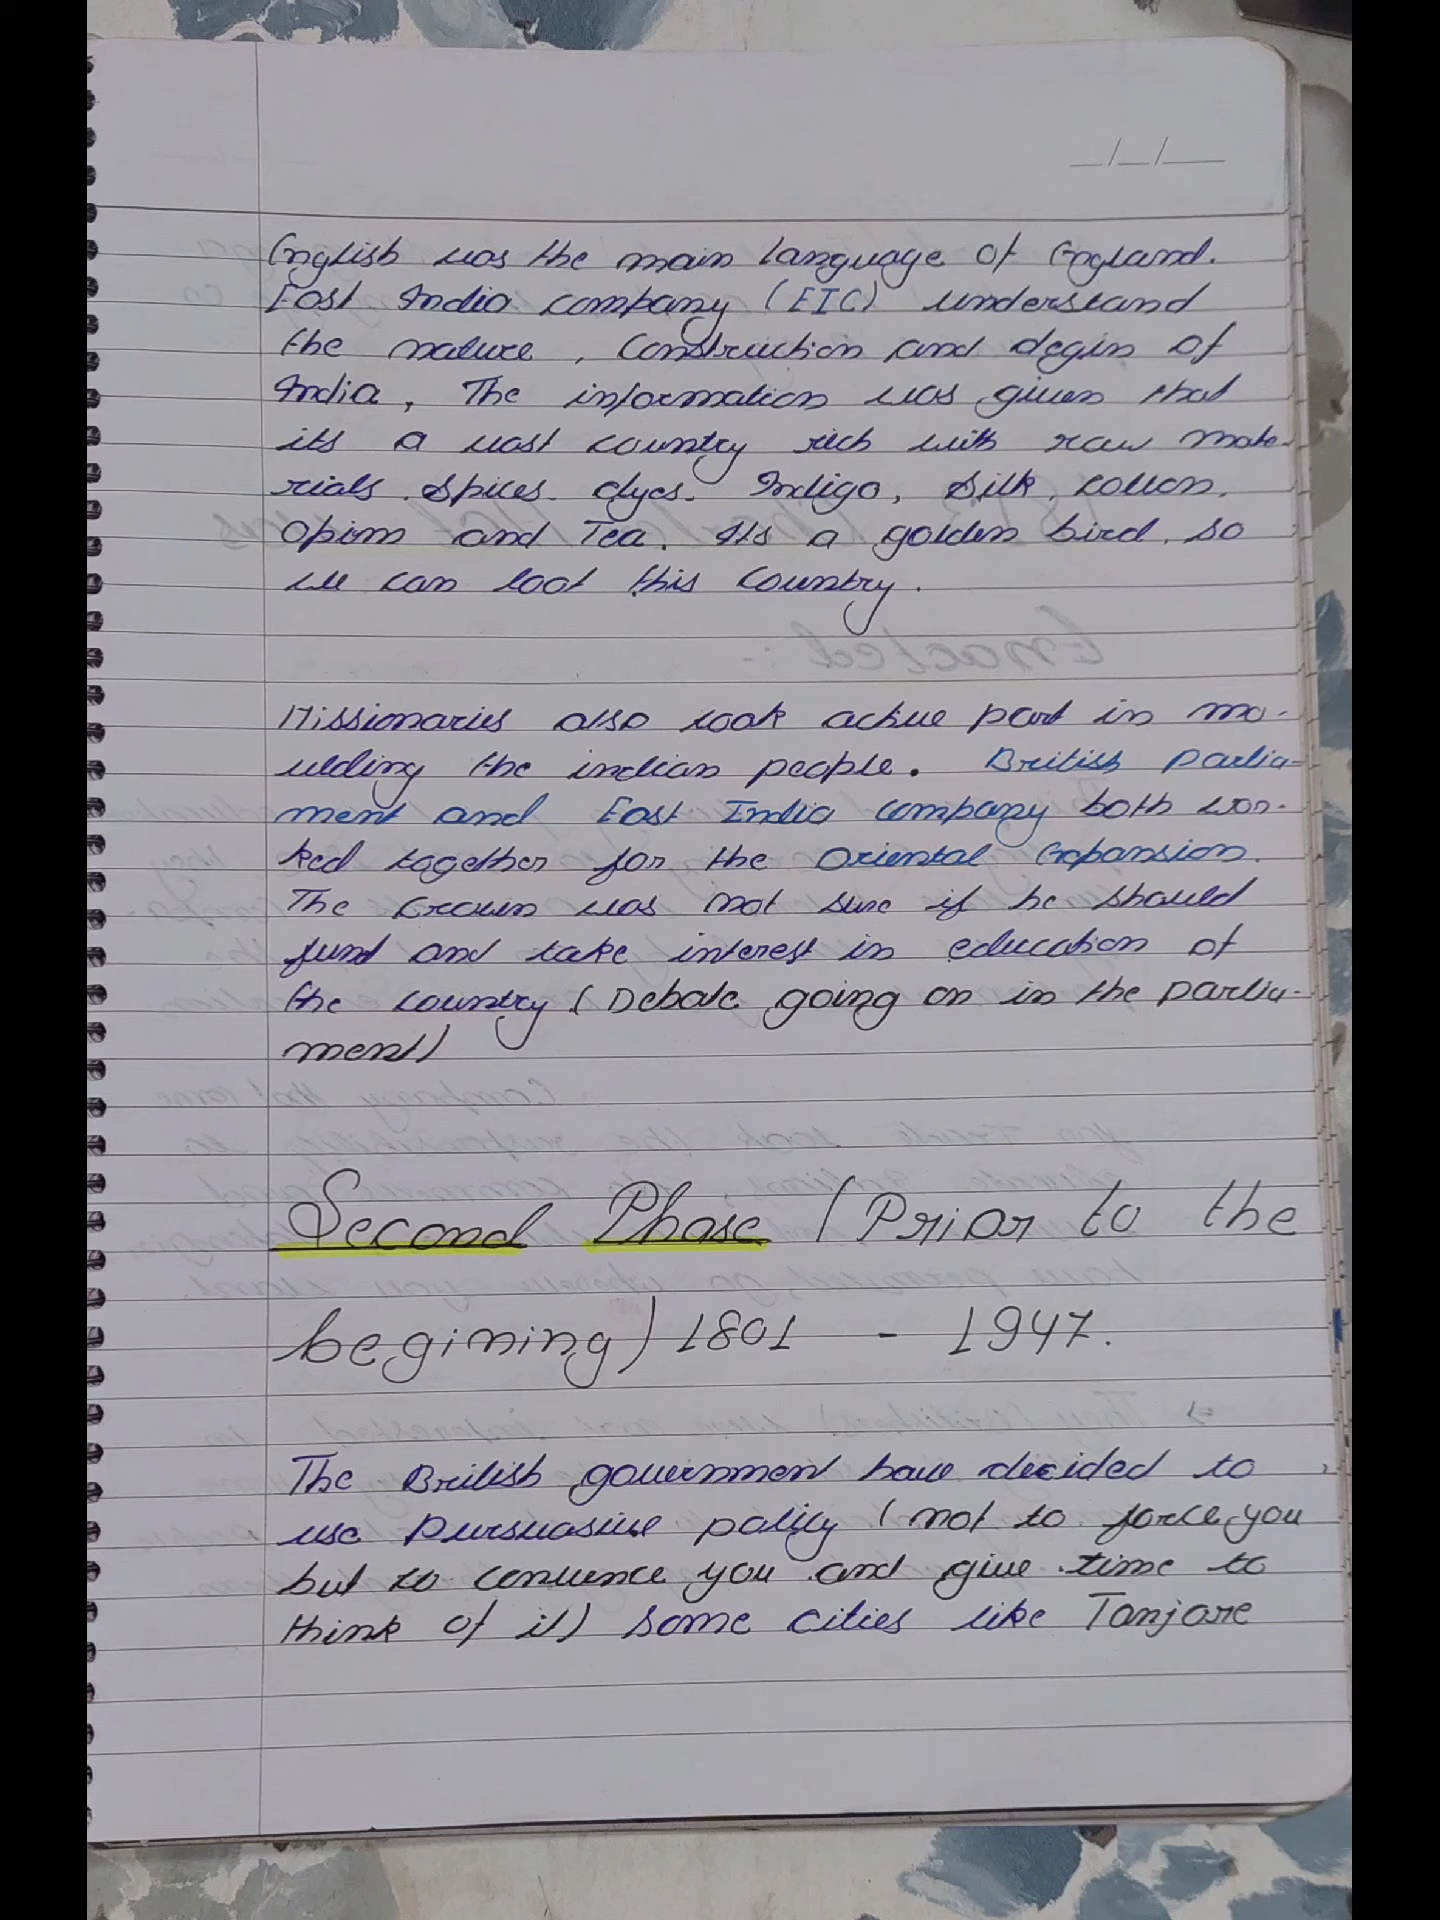 English was the main language of England.
East India company (EIC) understand
the nature, Construction and degin of
India, The information was given that
its a vast country rich with raw mate-
rials. Spices. dyes. Indigo, Silk, cotton,
Opiom and Tea. Its a golden bird, so
we can loot this Country.
Missionaries also took active part in mo-
ulding the indian people. British Parlia-
ment and East India Company both wor-
ked together for the Oriental Expansion.
The Crown was not sure if he should
fund and take interest in education of
the country (Debate going on in the parlia-
ment)
Second Phase (Prior to the
begining) 1801 - 1947.
The British government have decided to
use Pursuasive policy (not to force you
but to convence you and give time to
think of it) Some cities like Tanjore